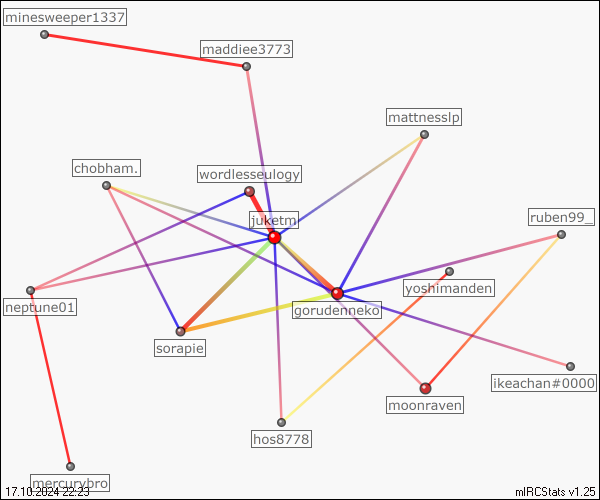 minesweeper1337
maddiee3773
mattnesslp
chobham.
wordlesseulogy
juketm
ruben99_
yoshimanden
neptune01
gorudenneko
sorapie
ikeachan#0000
moonraven
hos8778
mercurybro
17.10.2024 22:23
mIRCStats v1.25